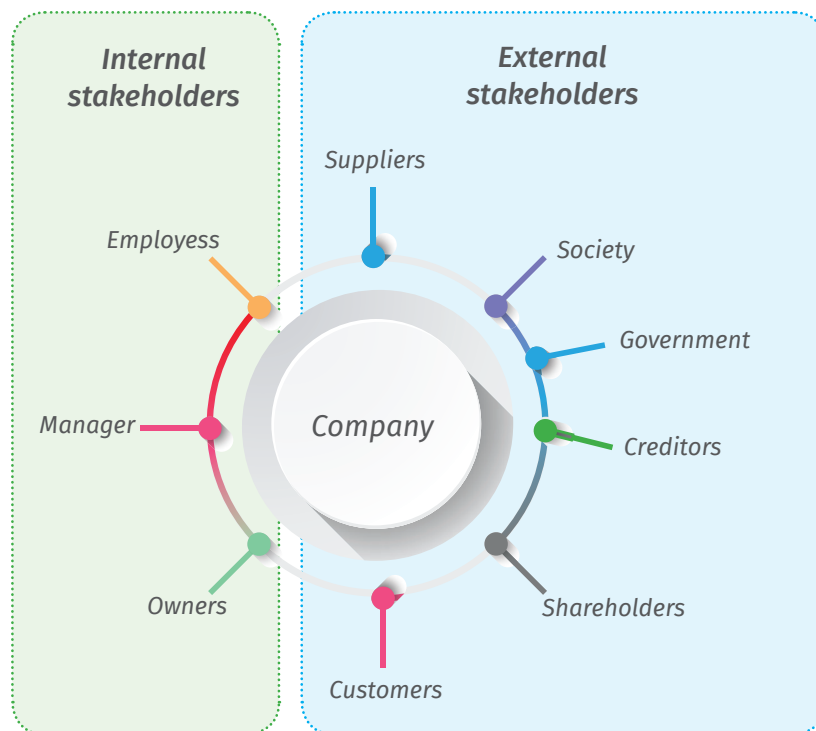 Internal
stakeholders
External
stakeholders
Suppliers
Employess
Society
Government
Manager
Company
Creditors
Owners
Shareholders
Customers